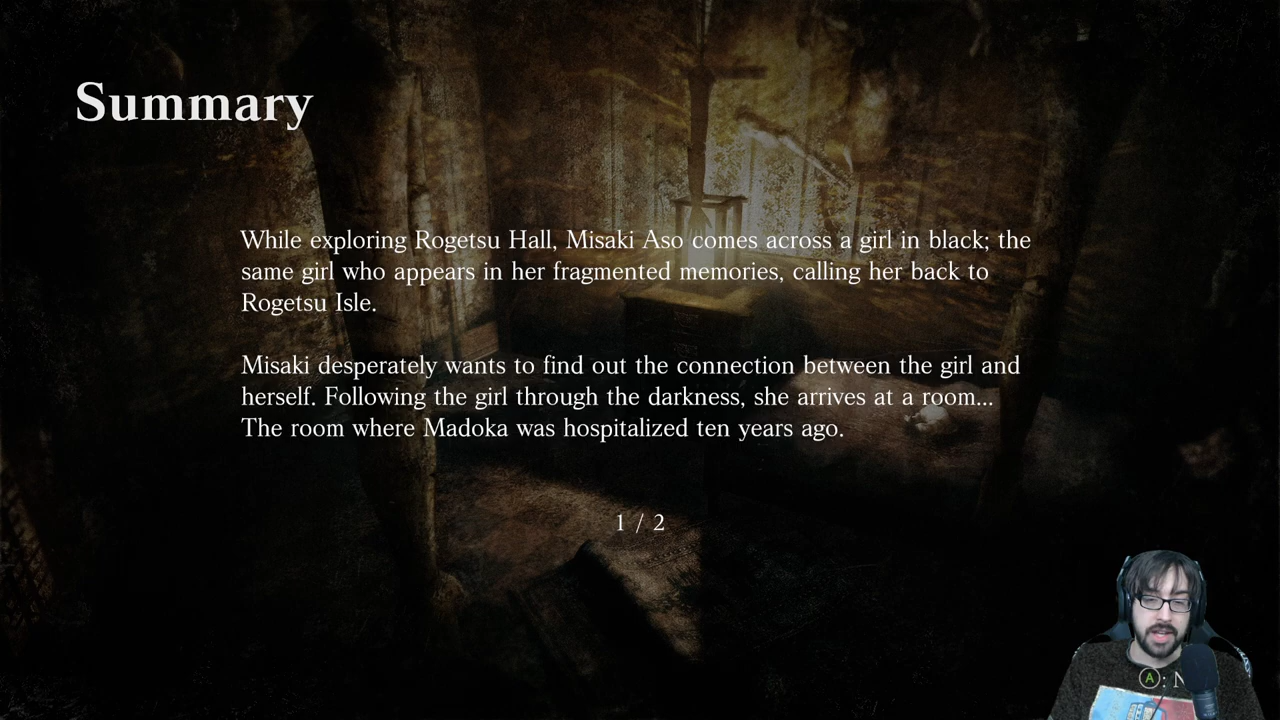 Summary
While exploring Rogetsu Hall, Misaki Aso comes across a girl in black; the
same girl who appears in her fragmented memories, calling her back to
Rogetsu Isle.
Misaki desperately wants to find out the connection between the girl and
herself. Following the girl through the darkness, she arrives at a room...
The room where Madoka was hospitalized ten years ago.
1 / 2
A: N